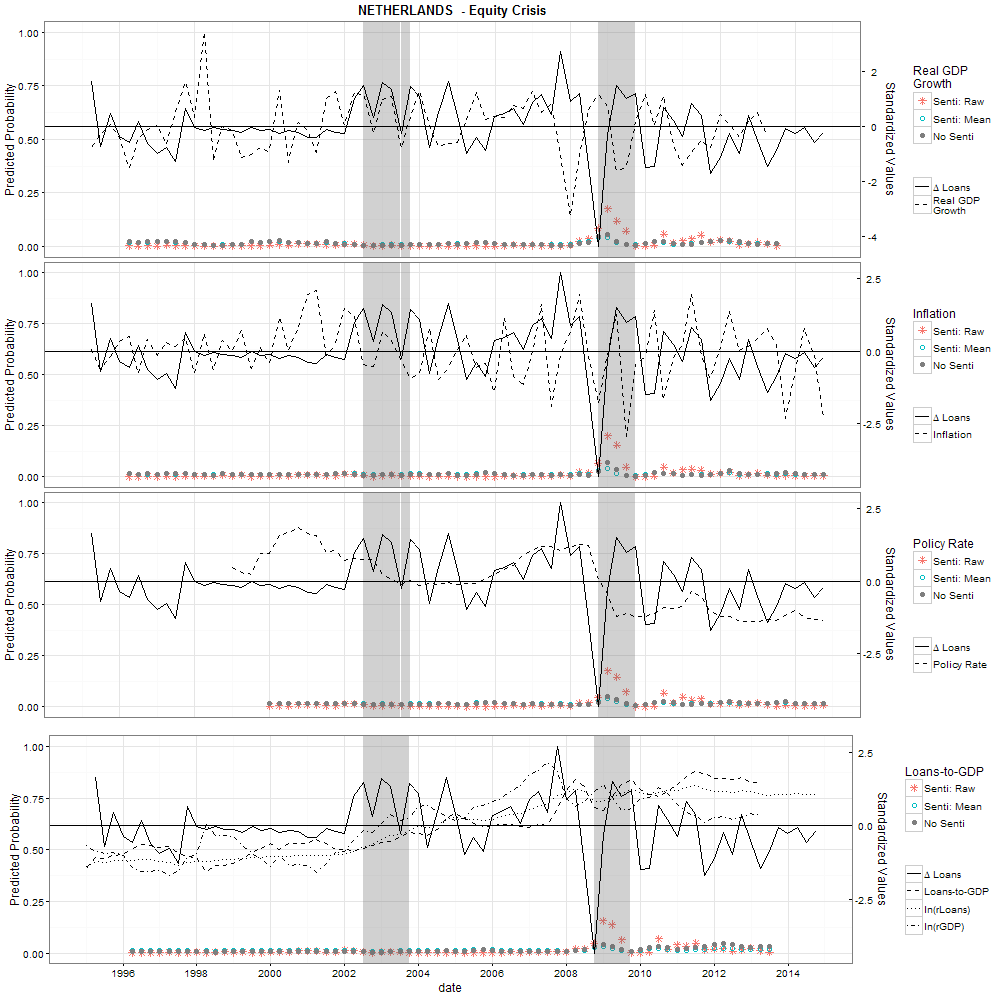 NETHERLANDS - Equity Crisis
1.00
0.75
0.50
0.25
0.00
Predicted Probability
2
0
-2
-4
Standardized Values
Real GDP
Growth
Senti: Raw
Senti: Mean
No Senti
Δ Loans
Real GDP
Growth
1.00
0.75
0.50
0.25
0.00
Predicted Probability
2.5
0.0
-2.5
Standardized Values
Inflation
Senti: Raw
Senti: Mean
No Senti
Δ Loans
Inflation
1.00
0.75
0.50
0.25
0.00
Predicted Probability
2.5
0.0
-2.5
Standardized Values
Policy Rate
Senti: Raw
Senti: Mean
No Senti
Δ Loans
Policy Rate
1.00
0.75
0.50
0.25
0.00
Predicted Probability
2.5
0.0
-2.5
Standardized Values
Loans-to-GDP
Senti: Raw
Senti: Mean
No Senti
Δ Loans
Loans-to-GDP
ln(rLoans)
ln(rGDP)
1996 1998 2000 2002 2004 2006 2008 2010 2012 2014
date